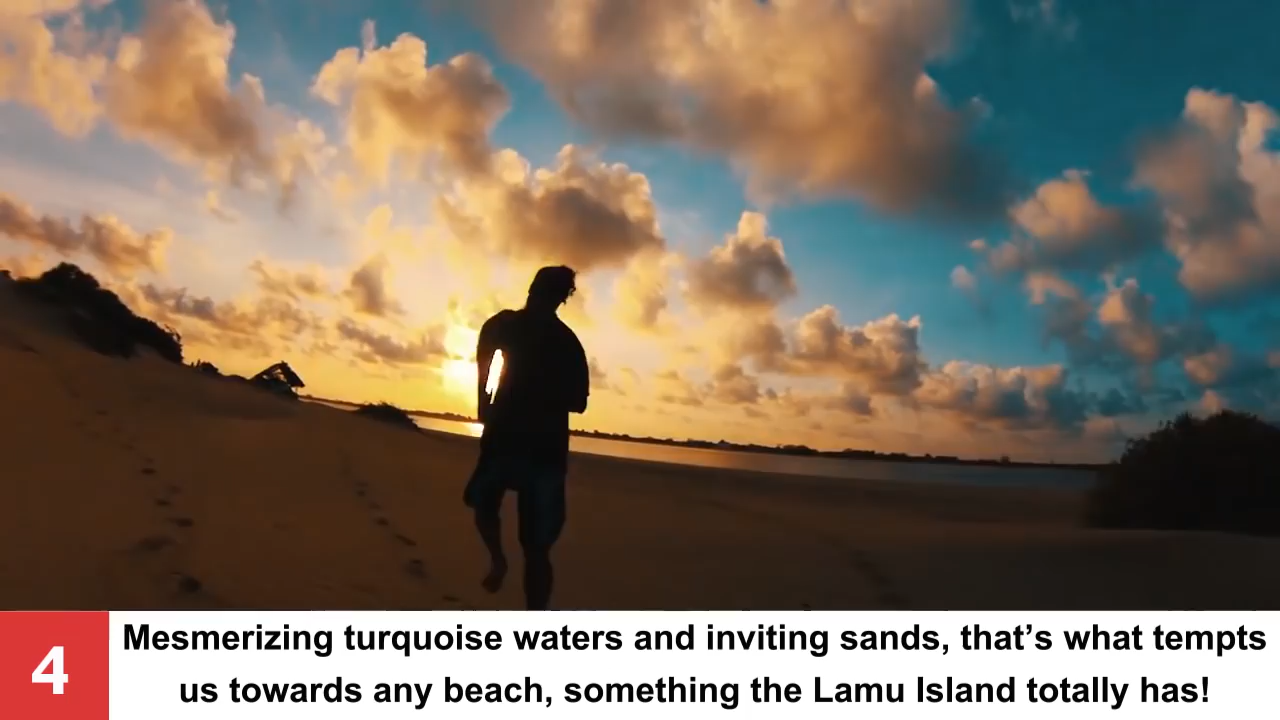 4
Mesmerizing turquoise waters and inviting sands, that’s what tempts
us towards any beach, something the Lamu Island totally has!